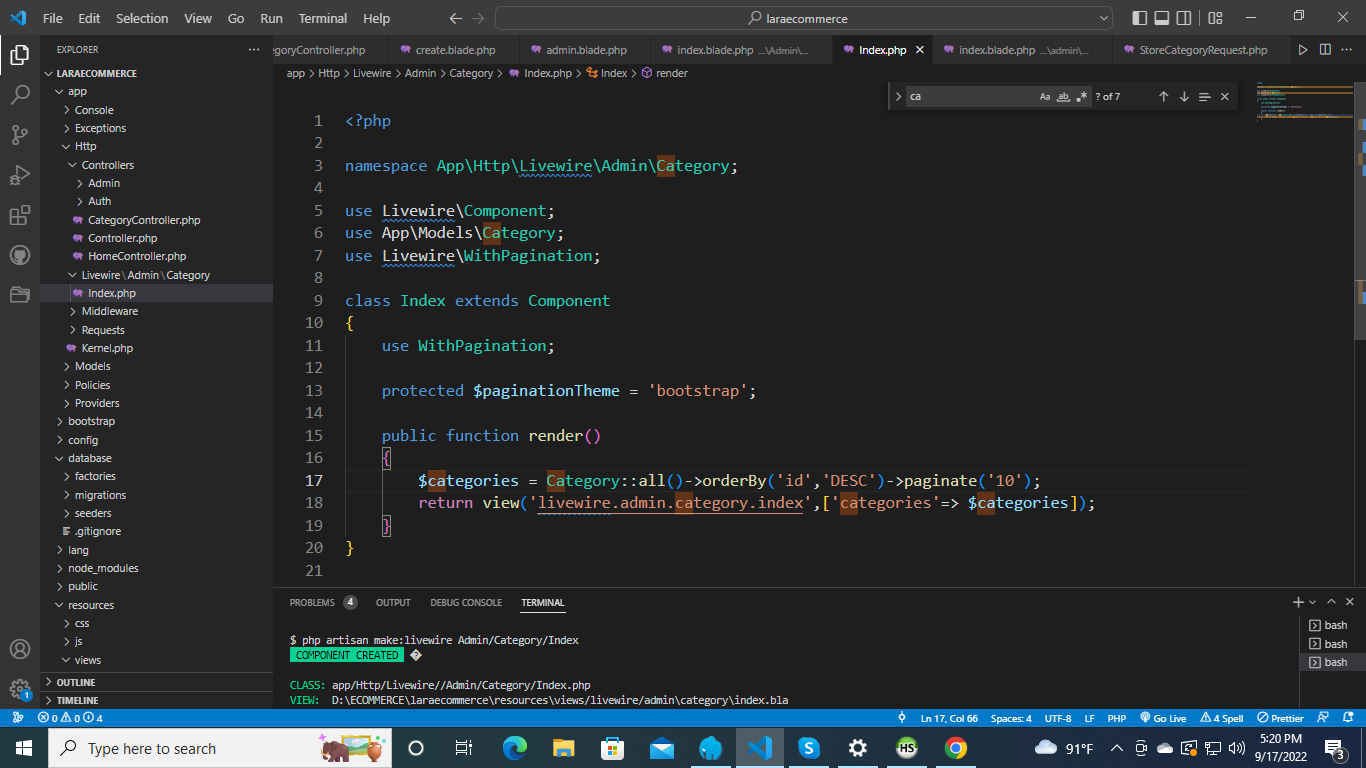 File Edit Selection View Go Run Terminal Help
laraecommerce
EXPLORER
egoryController.php
create.blade.php
admin.blade.php
index.blade.php ...\Admin\...
Index.php
index.blade.php ...\admin\...
StoreCategoryRequest.php
app > Http > Livewire > Admin > Category > Index.php > Index > render
ca
Aa
ab
? of 7
LARAECOMMERCE
app
Console
Exceptions
Http
Controllers
Admin
Auth
CategoryController.php
Controller.php
HomeController.php
Livewire\Admin\Category
Index.php
Middleware
Requests
Kernel.php
Models
Policies
Providers
bootstrap
config
database
factories
migrations
seeders
.gitignore
lang
node_modules
public
resources
css
js
views
OUTLINE
TIMELINE
1 <?php
2
3 namespace App\Http\Livewire\Admin\Category;
4
5 use Livewire\Component;
6 use App\Models\Category;
7 use Livewire\WithPagination;
8
9 class Index extends Component
10 {
11 use WithPagination;
12
13 protected $paginationTheme = 'bootstrap';
14
15 public function render()
16 {
17 $categories = Category::all()->orderBy('id','DESC')->paginate('10');
18 return view('livewire.admin.category.index',['categories'=> $categories]);
19 }
20 }
21
PROBLEMS 4 OUTPUT DEBUG CONSOLE TERMINAL
$ php artisan make:livewire Admin/Category/Index
COMPONENT CREATED �
CLASS: app/Http/Livewire//Admin/Category/Index.php
VIEW: D:\ECOMMERCE\laraecommerce\resources\views/livewire/admin\category\index.bla
bash
bash
bash
1
0 0 4
Ln 17, Col 66 Spaces: 4 UTF-8 LF PHP Go Live 4 Spell Prettier
Type here to search
HS
91°F
5:20 PM
9/17/2022
3